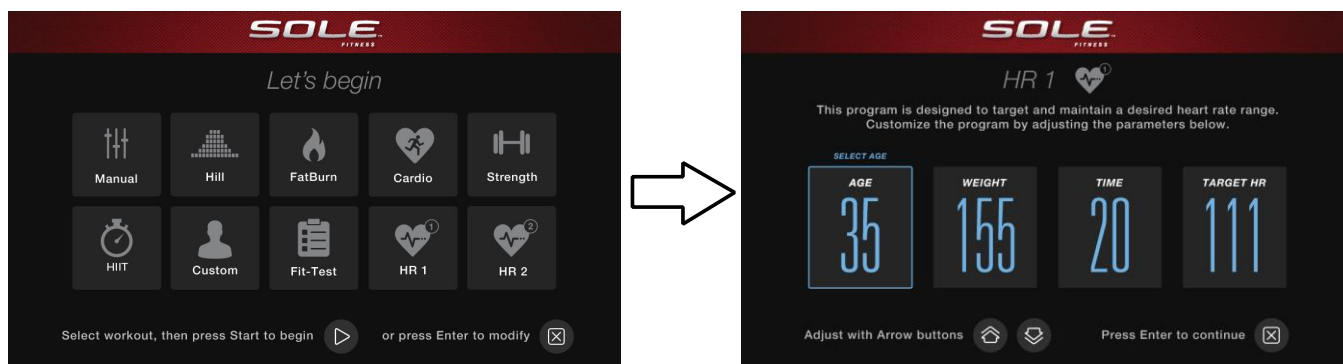 SOLE
FITNESS
Let's begin
Manual
Hill
FatBurn
Cardio
Strength
HIIT
Custom
Fit-Test
1
HR 1
2
HR 2
Select workout, then press Start to begin
or press Enter to modify
SOLE
FITNESS
HR 1
1
This program is designed to target and maintain a desired heart rate range.
Customize the program by adjusting the parameters below.
SELECT AGE
AGE
35
WEIGHT
155
TIME
20
TARGET HR
111
Adjust with Arrow buttons
Press Enter to continue